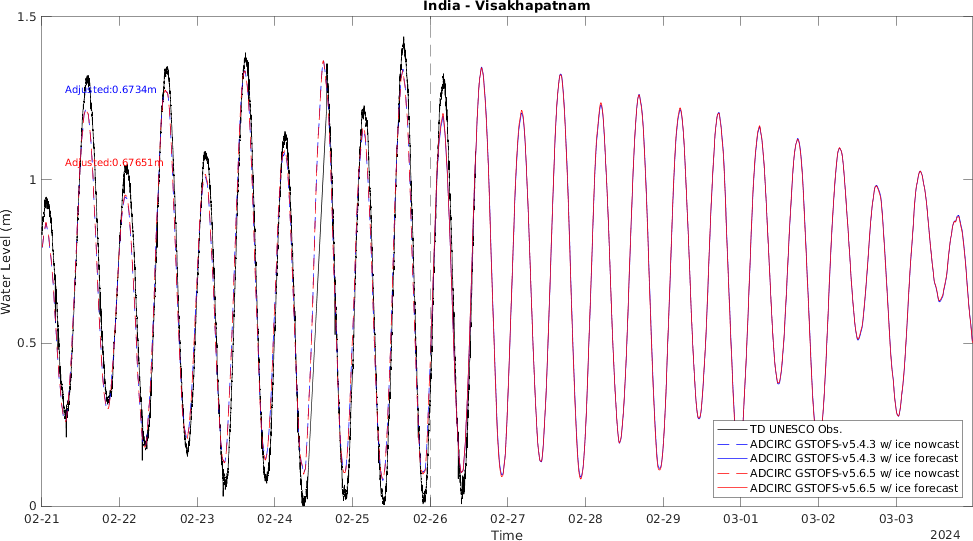 India - Visakhapatnam
1.5
Adjusted:0.6734m
Adjusted:0.67651m
1
0.5
0
Water Level (m)
TD UNESCO Obs.
ADCIRC GSTOFS-v5.4.3 w/ ice nowcast
ADCIRC GSTOFS-v5.4.3 w/ ice forecast
ADCIRC GSTOFS-v5.6.5 w/ ice nowcast
ADCIRC GSTOFS-v5.6.5 w/ ice forecast
02-21 02-22 02-23 02-24 02-25 02-26 02-27 02-28 02-29 03-01 03-02 03-03
Time
2024